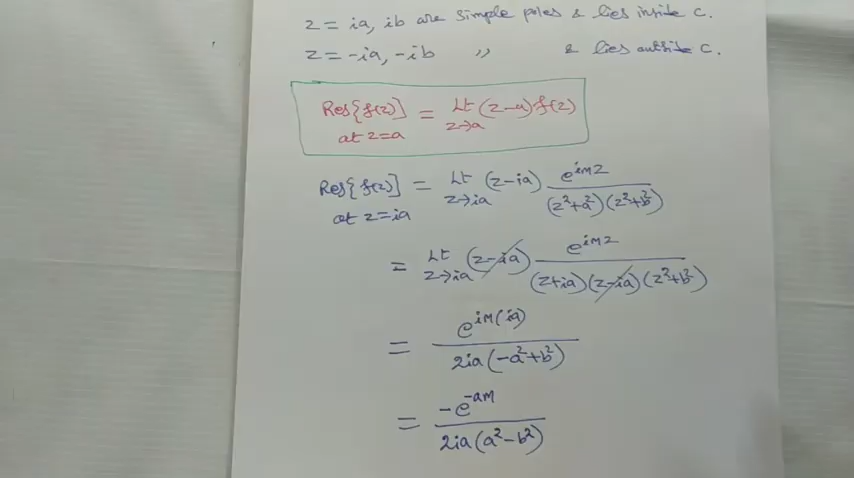 z = ia, ib are simple poles & lies inside c.
z = -ia, -ib ,, & lies outside c.
Res{f(z)} = Lt (z-a) f(z)
at z=a z→a
Res{f(z)} = Lt (z-ia) e^{imz} / (z²+a²)(z²+b²)
at z=ia z→ia
= Lt (z-ia) e^{imz} / (z+ia)(z-ia)(z²+b²)
z→ia
= e^{im(ia)} / 2ia(-a²+b²)
= -e^{-am} / 2ia(a²-b²)